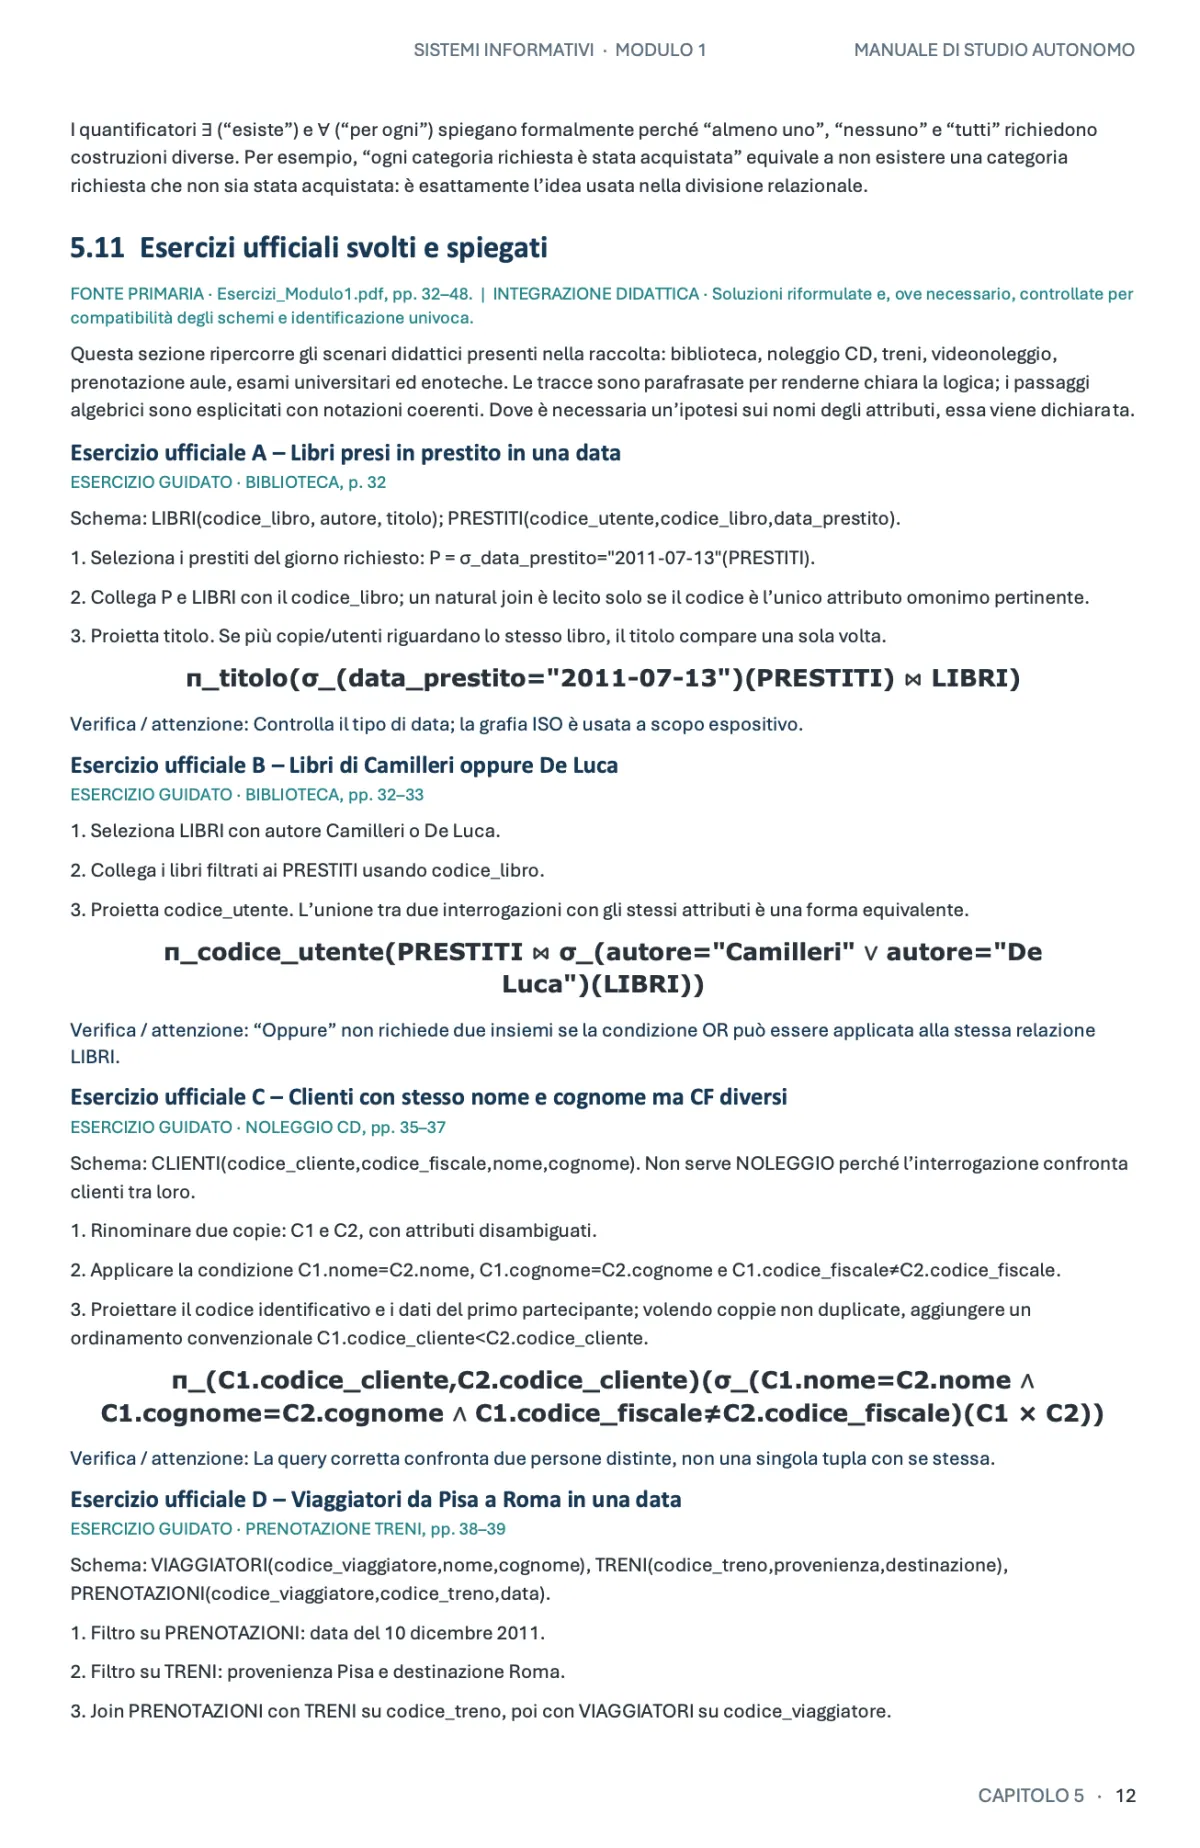 SISTEMI INFORMATIVI · MODULO 1 MANUALE DI STUDIO AUTONOMO
I quantificatori ∃ (“esiste”) e ∀ (“per ogni”) spiegano formalmente perché “almeno uno”, “nessuno” e “tutti” richiedono
costruzioni diverse. Per esempio, “ogni categoria richiesta è stata acquistata” equivale a non esistere una categoria
richiesta che non sia stata acquistata: è esattamente l’idea usata nella divisione relazionale.
5.11 Esercizi ufficiali svolti e spiegati
FONTE PRIMARIA · Esercizi_Modulo1.pdf, pp. 32–48. | INTEGRAZIONE DIDATTICA · Soluzioni riformulate e, ove necessario, controllate per
compatibilità degli schemi e identificazione univoca.
Questa sezione ripercorre gli scenari didattici presenti nella raccolta: biblioteca, noleggio CD, treni, videonoleggio,
prenotazione aule, esami universitari ed enoteche. Le tracce sono parafrasate per renderne chiara la logica; i passaggi
algebrici sono esplicitati con notazioni coerenti. Dove è necessaria un’ipotesi sui nomi degli attributi, essa viene dichiarata.
Esercizio ufficiale A – Libri presi in prestito in una data
ESERCIZIO GUIDATO · BIBLIOTECA, p. 32
Schema: LIBRI(codice_libro, autore, titolo); PRESTITI(codice_utente,codice_libro,data_prestito).
1. Seleziona i prestiti del giorno richiesto: P = σ_data_prestito="2011-07-13"(PRESTITI).
2. Collega P e LIBRI con il codice_libro; un natural join è lecito solo se il codice è l’unico attributo omonimo pertinente.
3. Proietta titolo. Se più copie/utenti riguardano lo stesso libro, il titolo compare una sola volta.
π_titolo(σ_(data_prestito="2011-07-13")(PRESTITI) ⋈ LIBRI)
Verifica / attenzione: Controlla il tipo di data; la grafia ISO è usata a scopo espositivo.
Esercizio ufficiale B – Libri di Camilleri oppure De Luca
ESERCIZIO GUIDATO · BIBLIOTECA, pp. 32–33
1. Seleziona LIBRI con autore Camilleri o De Luca.
2. Collega i libri filtrati ai PRESTITI usando codice_libro.
3. Proietta codice_utente. L’unione tra due interrogazioni con gli stessi attributi è una forma equivalente.
π_codice_utente(PRESTITI ⋈ σ_(autore="Camilleri" ∨ autore="De
Luca")(LIBRI))
Verifica / attenzione: “Oppure” non richiede due insiemi se la condizione OR può essere applicata alla stessa relazione
LIBRI.
Esercizio ufficiale C – Clienti con stesso nome e cognome ma CF diversi
ESERCIZIO GUIDATO · NOLEGGIO CD, pp. 35–37
Schema: CLIENTI(codice_cliente,codice_fiscale,nome,cognome). Non serve NOLEGGIO perché l’interrogazione confronta
clienti tra loro.
1. Rinominare due copie: C1 e C2, con attributi disambiguati.
2. Applicare la condizione C1.nome=C2.nome, C1.cognome=C2.cognome e C1.codice_fiscale≠C2.codice_fiscale.
3. Proiettare il codice identificativo e i dati del primo partecipante; volendo coppie non duplicate, aggiungere un
ordinamento convenzionale C1.codice_cliente<C2.codice_cliente.
π_(C1.codice_cliente,C2.codice_cliente)(σ_(C1.nome=C2.nome ∧
C1.cognome=C2.cognome ∧ C1.codice_fiscale≠C2.codice_fiscale)(C1 × C2))
Verifica / attenzione: La query corretta confronta due persone distinte, non una singola tupla con se stessa.
Esercizio ufficiale D – Viaggiatori da Pisa a Roma in una data
ESERCIZIO GUIDATO · PRENOTAZIONE TRENI, pp. 38–39
Schema: VIAGGIATORI(codice_viaggiatore,nome,cognome), TRENI(codice_treno,provenienza,destinazione),
PRENOTAZIONI(codice_viaggiatore,codice_treno,data).
1. Filtro su PRENOTAZIONI: data del 10 dicembre 2011.
2. Filtro su TRENI: provenienza Pisa e destinazione Roma.
3. Join PRENOTAZIONI con TRENI su codice_treno, poi con VIAGGIATORI su codice_viaggiatore.
CAPITOLO 5 · 12